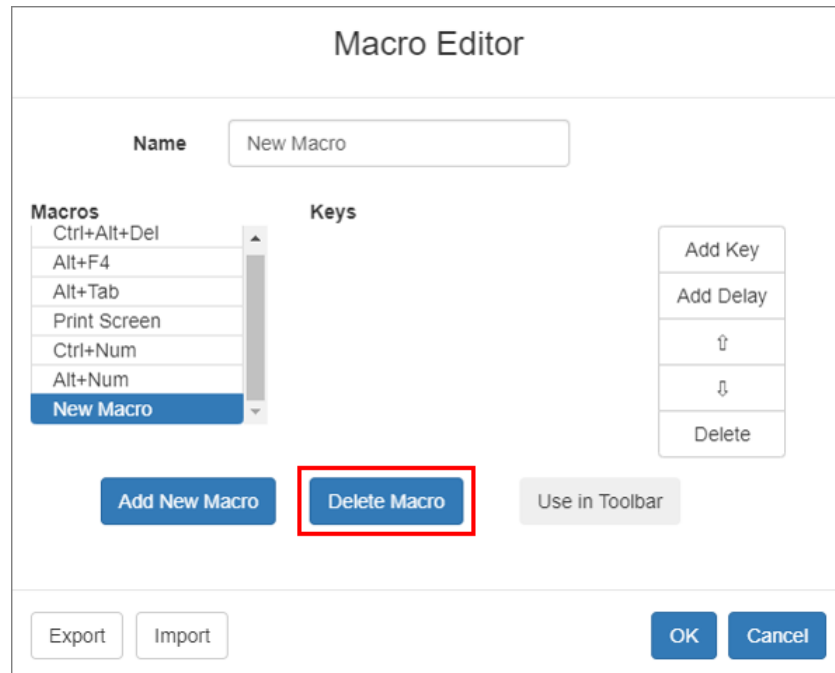 Macro Editor
Name
New Macro
Macros
Keys
Ctrl+Alt+Del
Alt+F4
Alt+Tab
Print Screen
Ctrl+Num
Alt+Num
New Macro
Add Key
Add Delay
⇧
⇩
Delete
Add New Macro
Delete Macro
Use in Toolbar
Export
Import
OK
Cancel